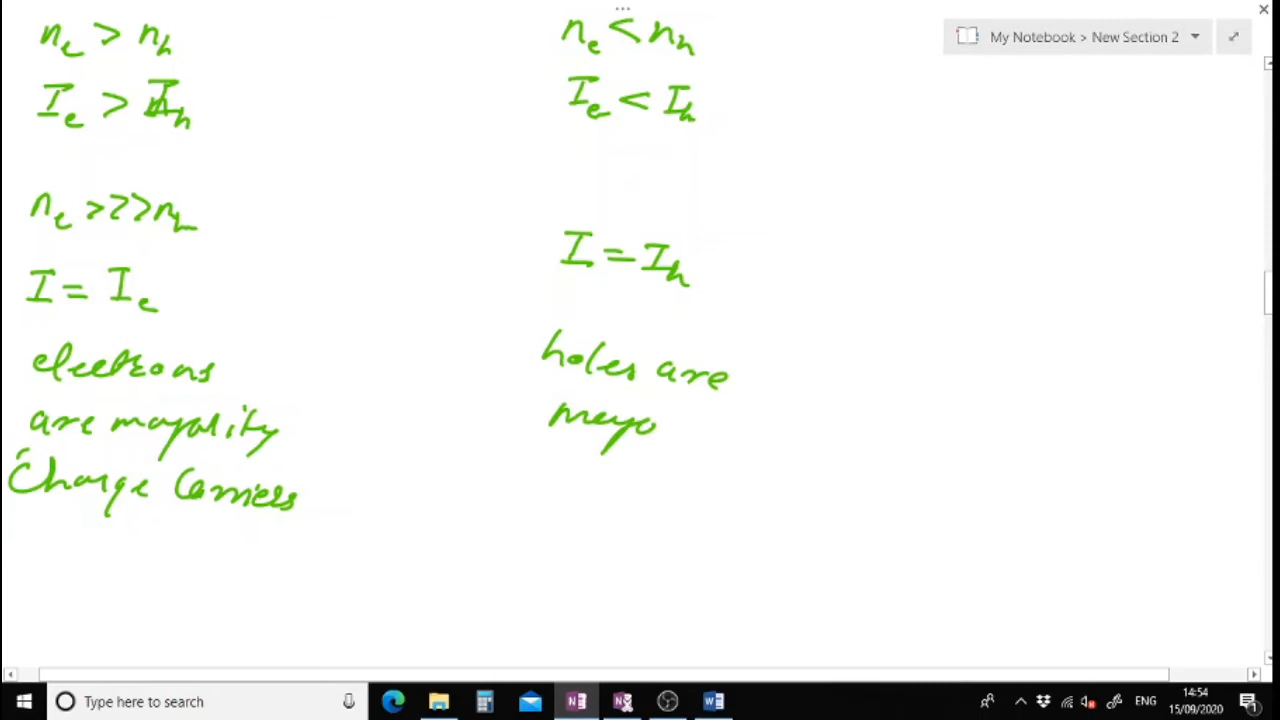 nₑ > nₕ
Iₑ > Iₕ
nₑ >>>nₕ
I = Iₑ
electrons
are majority
Charge Carriers
nₑ < nₕ
Iₑ < Iₕ
I = Iₕ
holes are
majo
My Notebook > New Section 2
Type here to search
ENG
14:54
15/09/2020
1